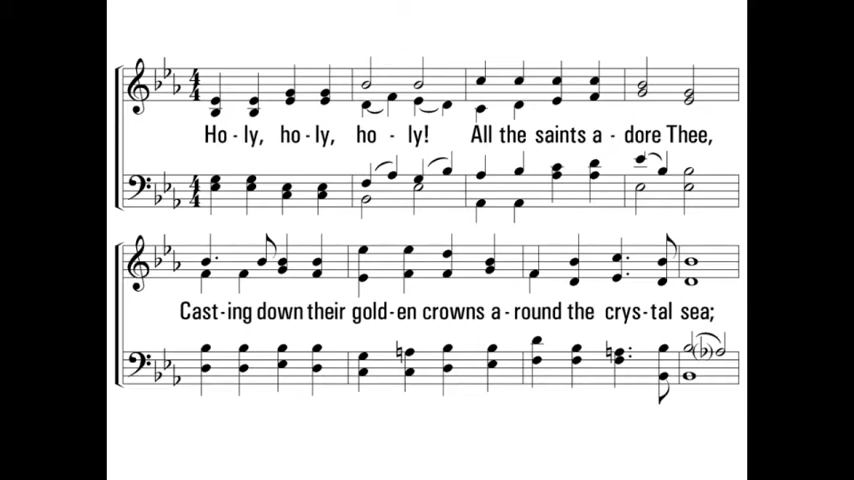 Ho - ly, ho - ly, ho - ly! All the saints a - dore Thee,
Cast - ing down their gold - en crowns a - round the crys - tal sea;